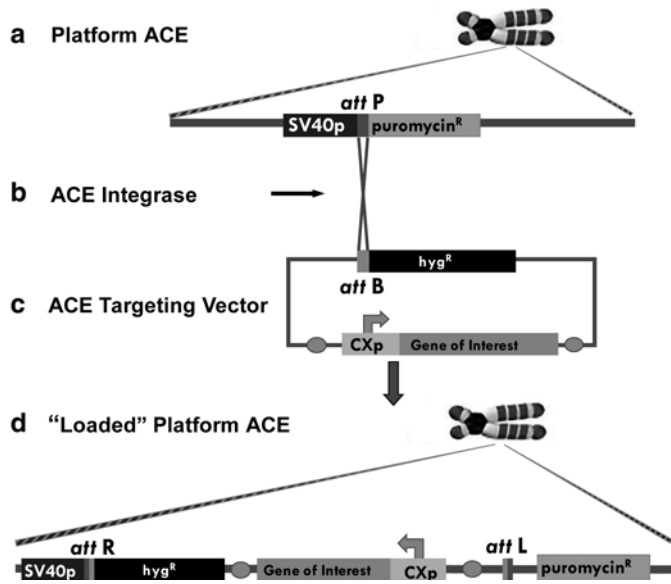 a Platform ACE
att P
SV40p puromycinR
b ACE Integrase
hygR
att B
c ACE Targeting Vector
CXp Gene of Interest
d “Loaded” Platform ACE
att R att L
SV40p hygR Gene of Interest CXp puromycinR